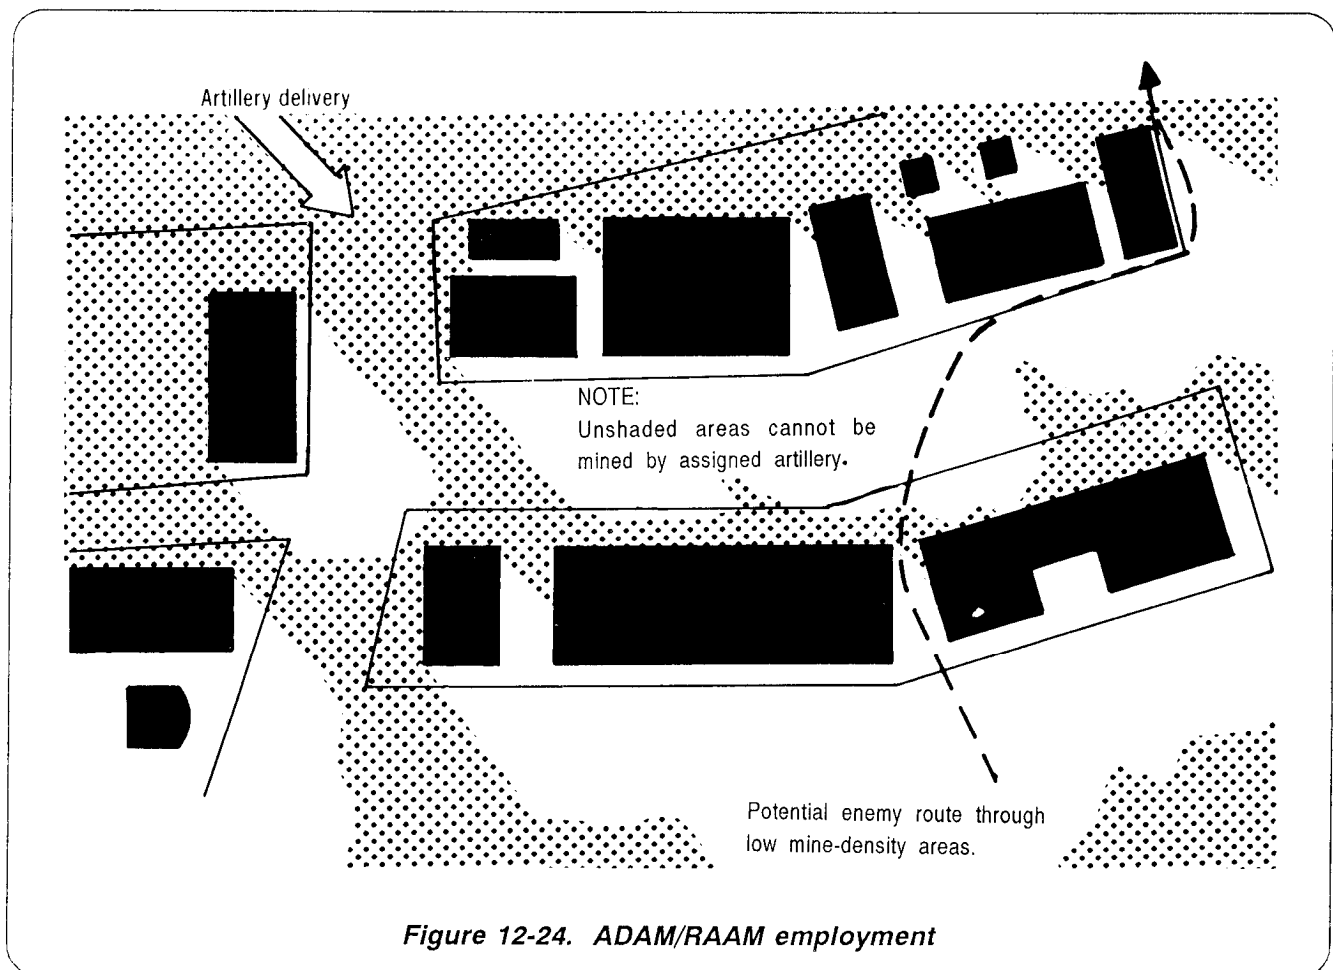 Artillery delivery
NOTE:
Unshaded areas cannot be
mined by assigned artillery.
Potential enemy route through
low mine-density areas.
Figure 12-24. ADAM/RAAM employment